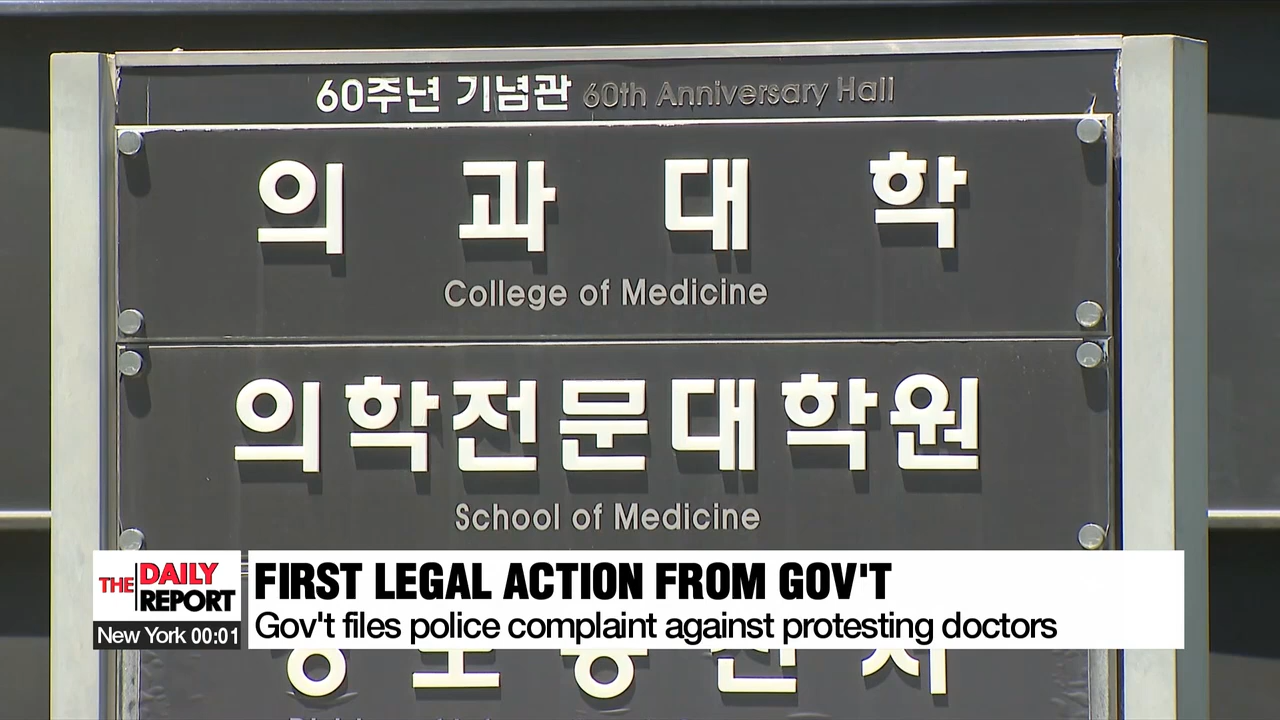 60주년 기념관 60th Anniversary Hall
의 과 대 학
College of Medicine
의학전문대학원
School of Medicine
THE DAILY REPORT
FIRST LEGAL ACTION FROM GOV'T
Gov't files police complaint against protesting doctors
New York 00:01